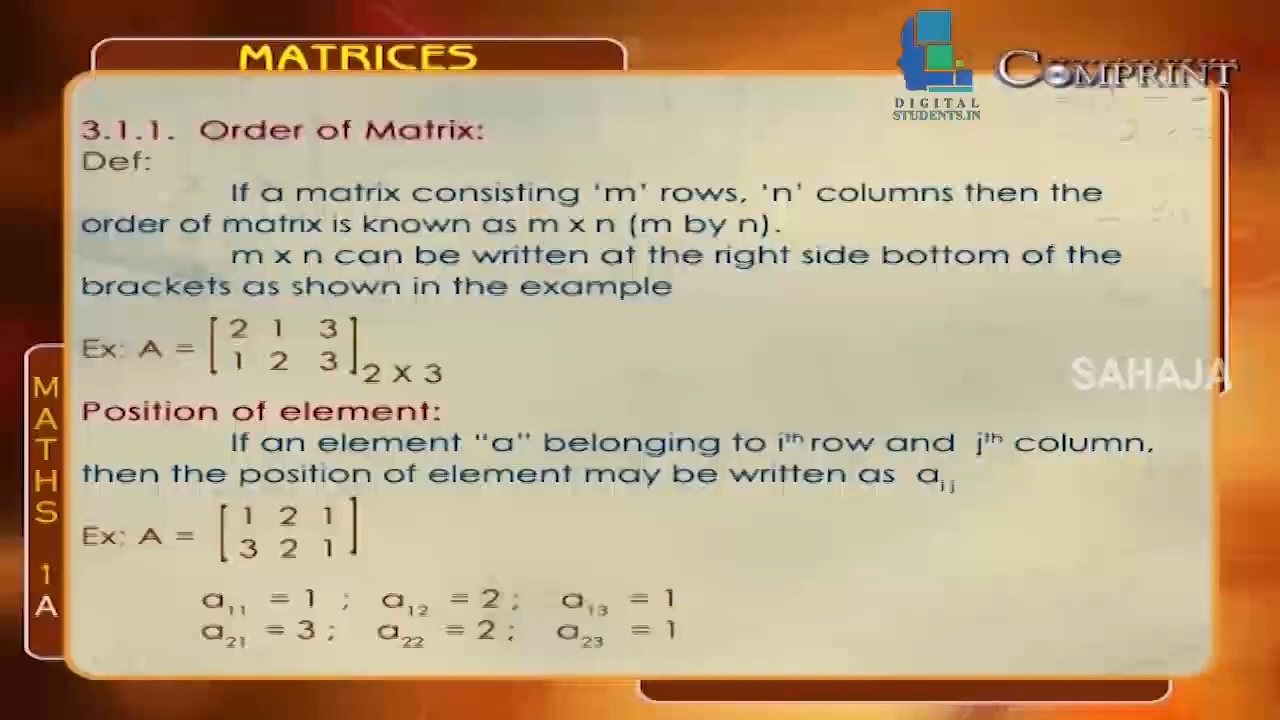 MATRICES
DIGITAL
STUDENTS.IN
COMPRINT
3.1.1. Order of Matrix:
Def:
If a matrix consisting ‘m’ rows, ‘n’ columns then the
order of matrix is known as m x n (m by n).
m x n can be written at the right side bottom of the
brackets as shown in the example
Ex: A = [ 2 1 3
1 2 3 ] 2 X 3
SAHAJA
Position of element:
If an element “a” belonging to iᵗʰ row and jᵗʰ column,
then the position of element may be written as aᵢⱼ
Ex: A = [ 1 2 1
3 2 1 ]
a₁₁ = 1 ; a₁₂ = 2 ; a₁₃ = 1
a₂₁ = 3 ; a₂₂ = 2 ; a₂₃ = 1
MATHS 1A